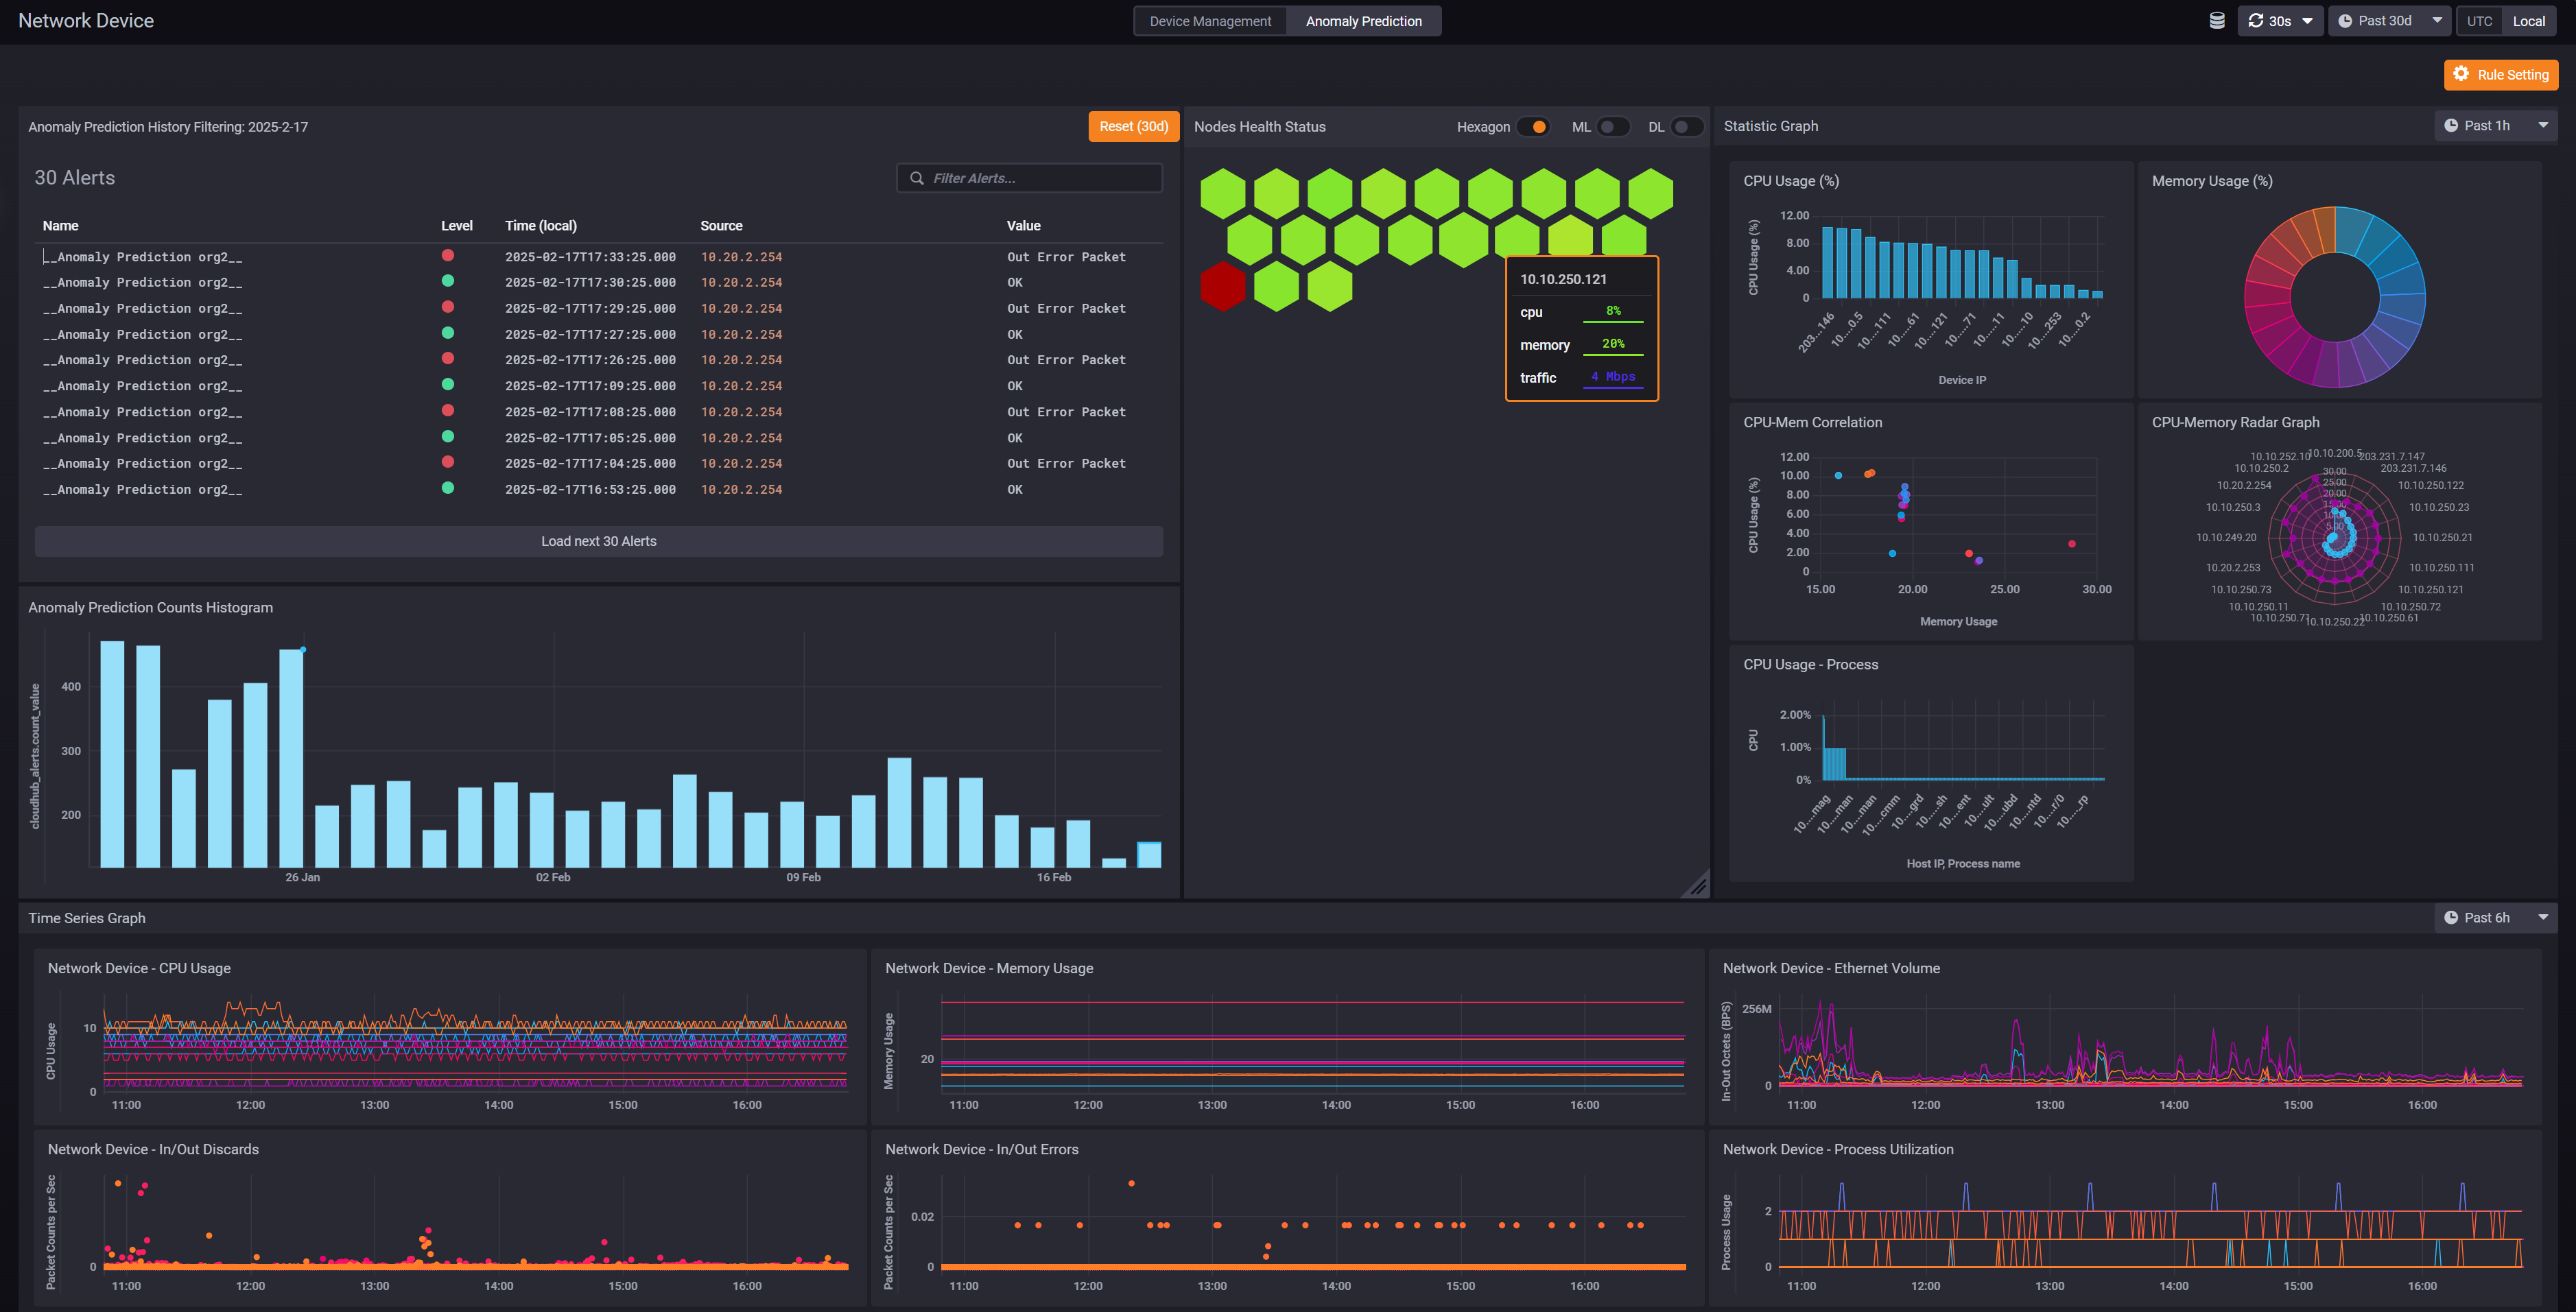 Network Device
Device Management
Anomaly Prediction
30s
Past 30d
UTC
Local
Rule Setting
Anomaly Prediction History Filtering: 2025-2-17
Reset (30d)
30 Alerts
Filter Alerts...
Name Level Time (local) Source Value
__Anomaly Prediction org2__ 2025-02-17T17:33:25.000 10.20.2.254 Out Error Packet
__Anomaly Prediction org2__ 2025-02-17T17:30:25.000 10.20.2.254 OK
__Anomaly Prediction org2__ 2025-02-17T17:29:25.000 10.20.2.254 Out Error Packet
__Anomaly Prediction org2__ 2025-02-17T17:27:25.000 10.20.2.254 OK
__Anomaly Prediction org2__ 2025-02-17T17:26:25.000 10.20.2.254 Out Error Packet
__Anomaly Prediction org2__ 2025-02-17T17:09:25.000 10.20.2.254 OK
__Anomaly Prediction org2__ 2025-02-17T17:08:25.000 10.20.2.254 Out Error Packet
__Anomaly Prediction org2__ 2025-02-17T17:05:25.000 10.20.2.254 OK
__Anomaly Prediction org2__ 2025-02-17T17:04:25.000 10.20.2.254 Out Error Packet
__Anomaly Prediction org2__ 2025-02-17T16:53:25.000 10.20.2.254 OK
Load next 30 Alerts
Anomaly Prediction Counts Histogram
cloudhub_alerts.count_value
400
300
200
26 Jan 02 Feb 09 Feb 16 Feb
Nodes Health Status
Hexagon ML DL
10.10.250.121
cpu 8%
memory 20%
traffic 4 Mbps
Statistic Graph
Past 1h
CPU Usage (%)
CPU Usage (%)
12.00
8.00
4.00
0
203...146 10....0.5 10...111 10....61 10...121 10....71 10....11 10....10 10...253 10....0.2
Device IP
Memory Usage (%)
CPU-Mem Correlation
CPU Usage (%)
12.00
10.00
8.00
6.00
4.00
2.00
0
15.00 20.00 25.00 30.00
Memory Usage
CPU-Memory Radar Graph
10.10.200.5
203.231.7.147
203.231.7.146
10.10.250.122
10.10.250.23
10.10.250.21
10.10.250.111
10.10.250.121
10.10.250.72
10.10.250.61
10.10.250.22
10.10.250.71
10.10.250.11
10.10.250.73
10.20.2.253
10.10.249.20
10.10.250.3
10.20.2.254
10.10.250.2
10.10.252.10
30.00
25.00
20.00
CPU Usage - Process
CPU
2.00%
1.00%
0%
10....mag 10....man 10....man 10....cmm 10....grd 10....sh 10....ent 10....ult 10....ubd 10....ntd 10....r/0 10...._rp
Host IP, Process name
Time Series Graph
Past 6h
Network Device - CPU Usage
CPU Usage
10
0
11:00 12:00 13:00 14:00 15:00 16:00
Network Device - Memory Usage
Memory Usage
20
11:00 12:00 13:00 14:00 15:00 16:00
Network Device - Ethernet Volume
In-Out Octets (BPS)
256M
0
11:00 12:00 13:00 14:00 15:00 16:00
Network Device - In/Out Discards
Packet Counts per Sec
0
11:00 12:00 13:00 14:00 15:00 16:00
Network Device - In/Out Errors
Packet Counts per Sec
0.02
0
11:00 12:00 13:00 14:00 15:00 16:00
Network Device - Process Utilization
Process Usage
2
0
11:00 12:00 13:00 14:00 15:00 16:00